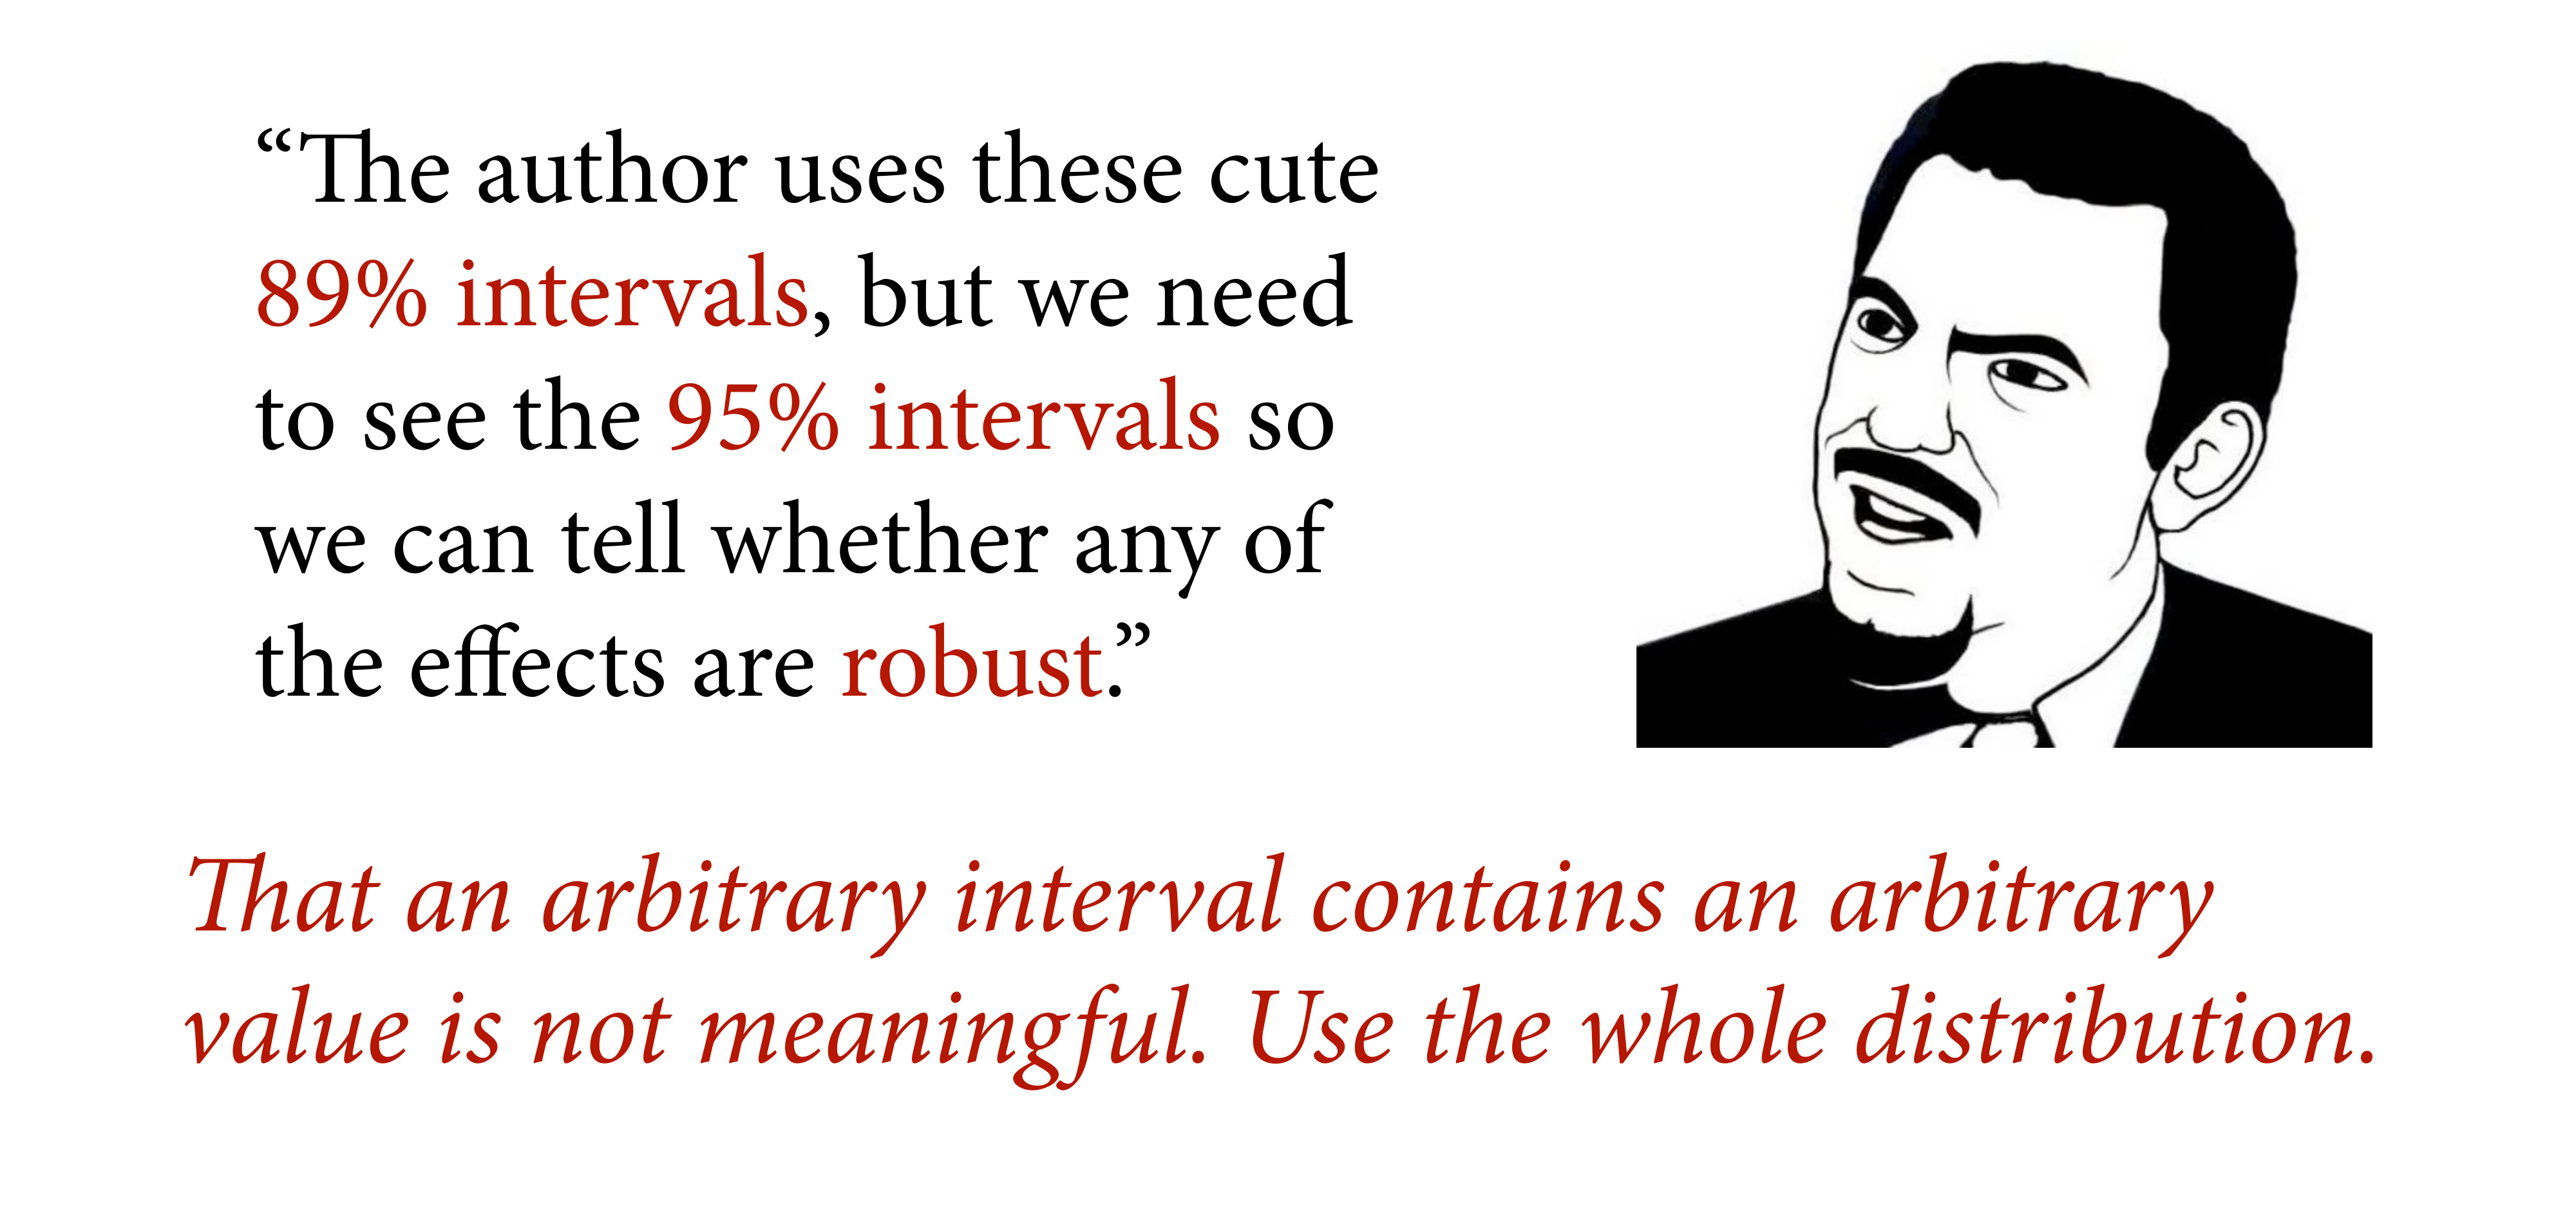 “The author uses these cute
89% intervals, but we need
to see the 95% intervals so
we can tell whether any of
the effects are robust.”
That an arbitrary interval contains an arbitrary
value is not meaningful. Use the whole distribution.